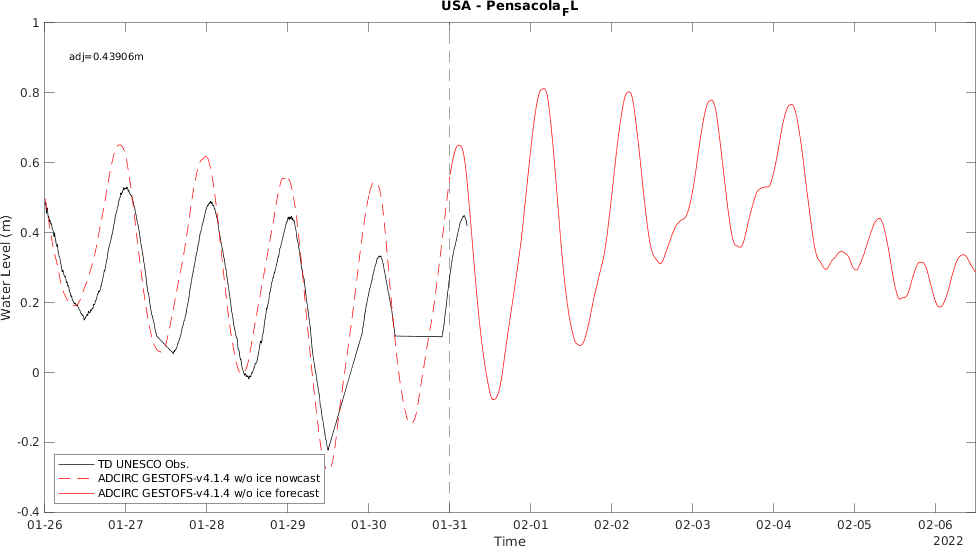 USA - Pensacola_FL
adj=0.43906m
Water Level (m)
1
0.8
0.6
0.4
0.2
0
-0.2
-0.4
TD UNESCO Obs.
ADCIRC GESTOFS-v4.1.4 w/o ice nowcast
ADCIRC GESTOFS-v4.1.4 w/o ice forecast
01-26 01-27 01-28 01-29 01-30 01-31 02-01 02-02 02-03 02-04 02-05 02-06
Time
2022